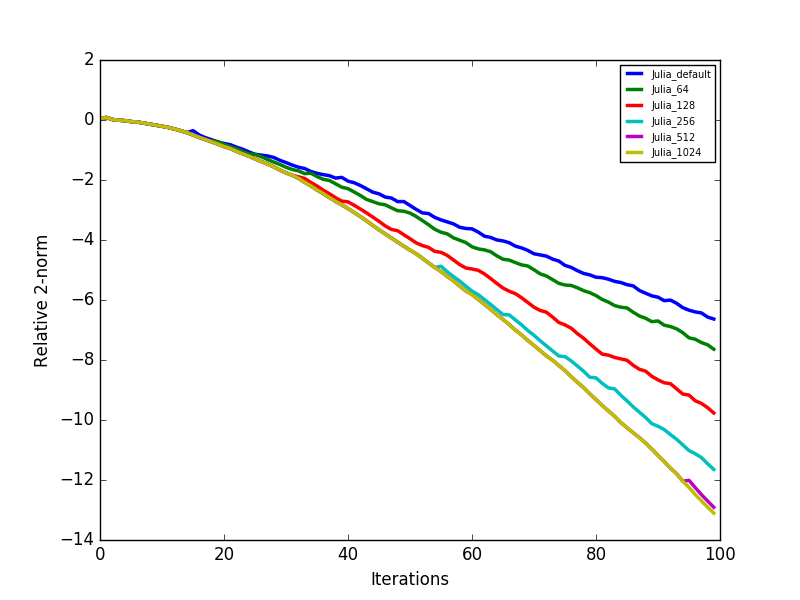 2
0
−2
−4
−6
−8
−10
−12
−14
0 20 40 60 80 100
Relative 2-norm
Iterations
Julia_default
Julia_64
Julia_128
Julia_256
Julia_512
Julia_1024